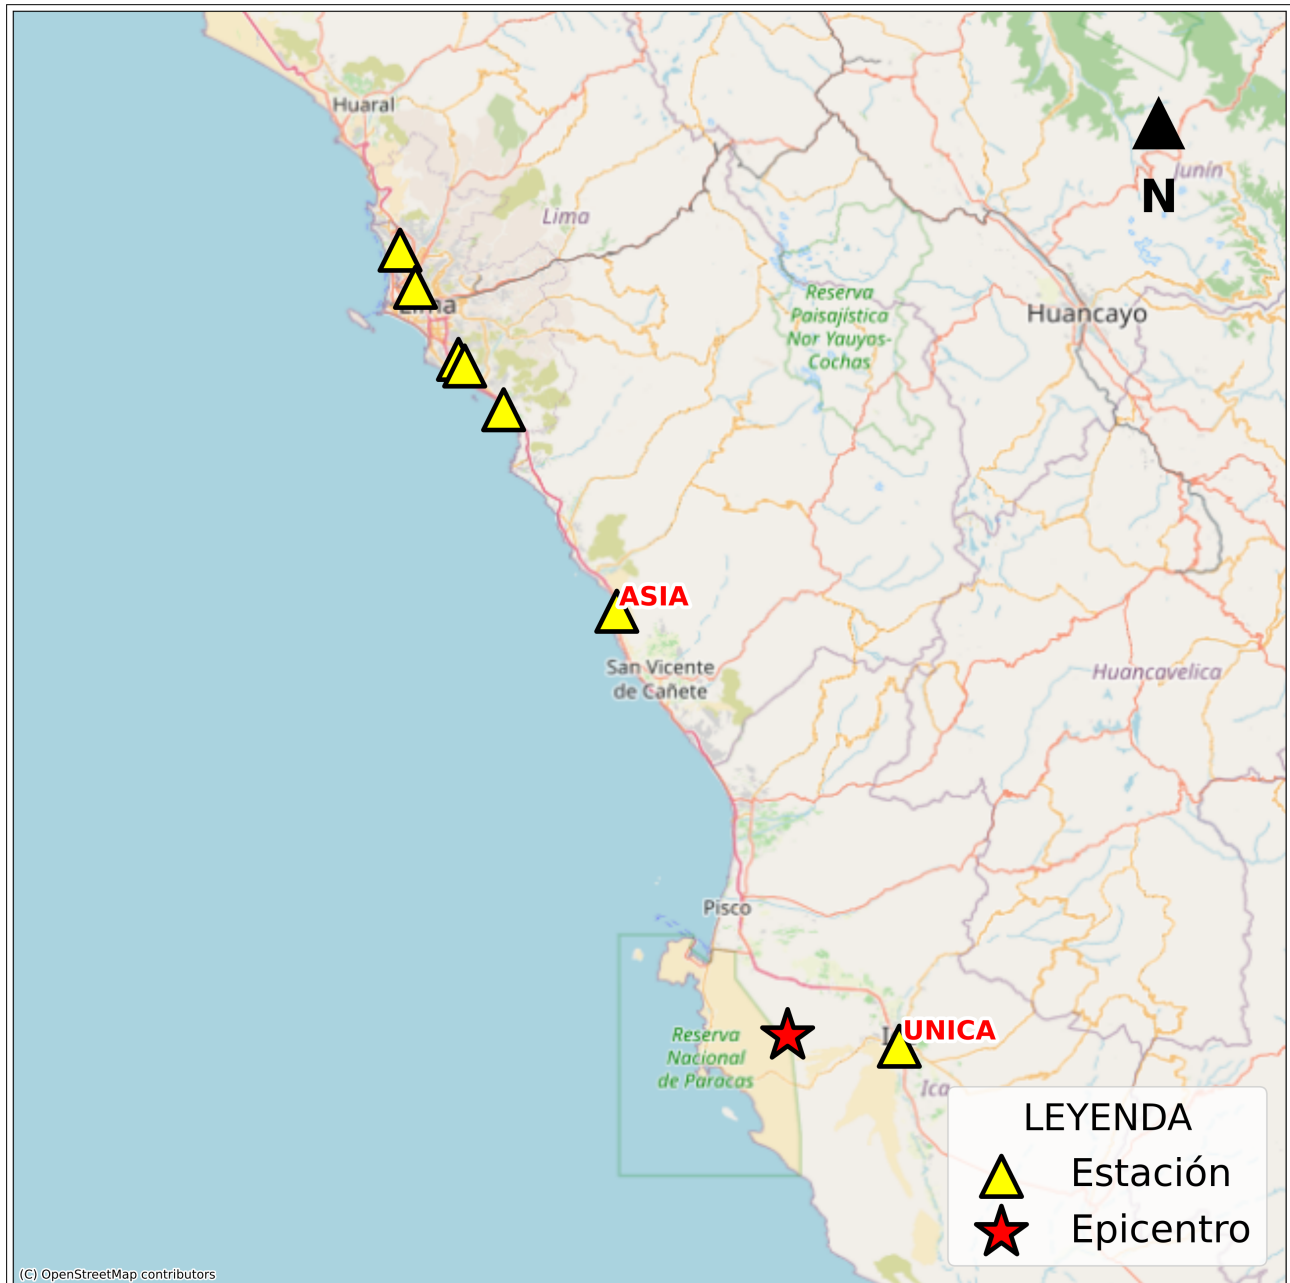 Huaral
Junín
N
Lima
Reserva
Paisajística
Nor Yauyos-
Cochas
Huancayo
Lima
ASIA
San Vicente
de Cañete
Huancavelica
Pisco
UNICA
Reserva
Nacional
de Paracas
Ica
LEYENDA
Estación
Epicentro
(C) OpenStreetMap contributors